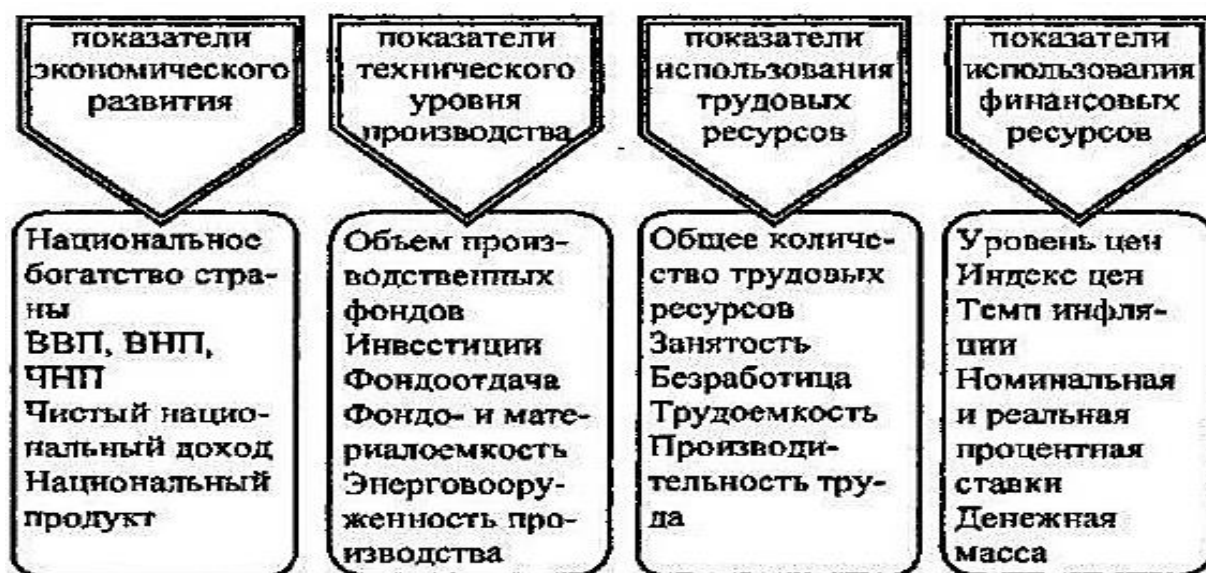 показатели
экономического
развития
показатели
технического
уровня
производства
показатели
использования
трудовых
ресурсов
показатели
использования
финансовых
ресурсов
Национальное
богатство стра-
ны
ВВП, ВНП,
ЧНП
Чистый нацио-
нальный доход
Национальный
продукт
Объем произ-
водственных
фондов
Инвестиции
Фондоотдача
Фондо- и мате-
риалоемкость
Энерговоору-
женность про-
изводства
Общее количе-
ство трудовых
ресурсов
Занятость
Безработица
Трудоемкость
Производи-
тельность тру-
да
Уровень цен
Индекс цен
Темп инфля-
ции
Номинальная
и реальная
процентная
ставки
Денежная
масса